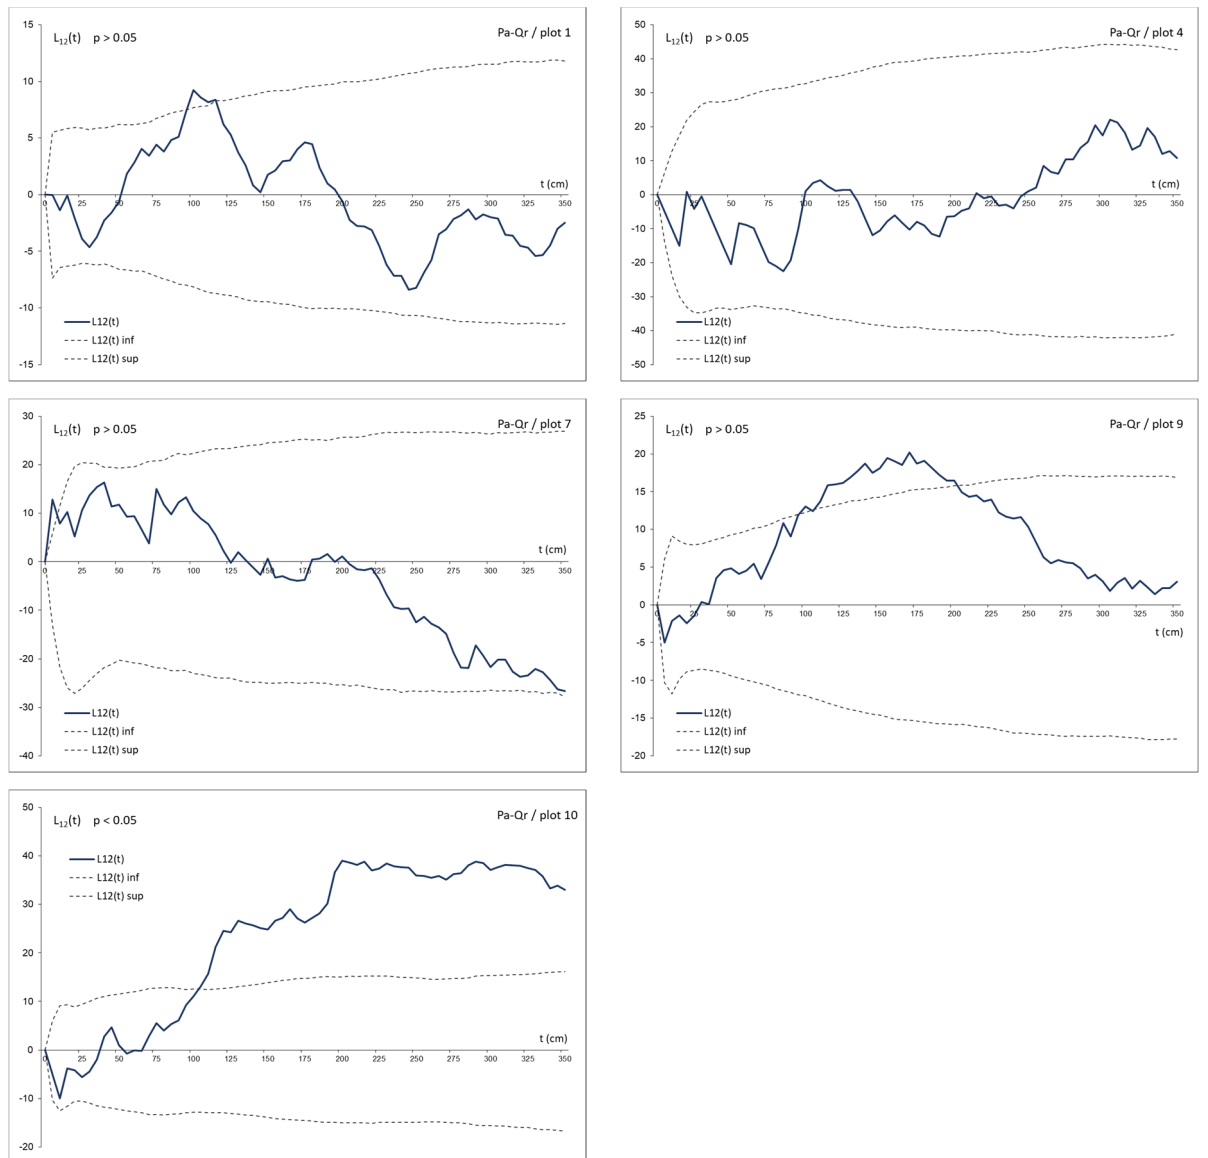 15
L12(t) p > 0.05
Pa-Qr / plot 1
10
5
0
t (cm)
0 25 50 75 100 125 150 175 200 225 250 275 300 325 350
-5
-10
L12(t)
L12(t) inf
L12(t) sup
-15
50
L12(t) p > 0.05
Pa-Qr / plot 4
40
30
20
10
t (cm)
0
0 25 50 75 100 125 150 175 200 225 250 275 300 325 350
-10
-20
-30
L12(t)
-40
L12(t) inf
L12(t) sup
-50
30
L12(t) p > 0.05
Pa-Qr / plot 7
20
10
t (cm)
0
0 25 50 75 100 125 150 175 200 225 250 275 300 325 350
-10
-20
-30
L12(t)
L12(t) inf
L12(t) sup
-40
25
L12(t) p > 0.05
Pa-Qr / plot 9
20
15
10
5
0
0 25 50 75 100 125 150 175 200 225 250 275 300 325 350
t (cm)
-5
-10
-15
L12(t)
L12(t) inf
L12(t) sup
-20
50
L12(t) p < 0.05
Pa-Qr / plot 10
40
L12(t)
L12(t) inf
L12(t) sup
30
20
10
t (cm)
0
0 25 50 75 100 125 150 175 200 225 250 275 300 325 350
-10
-20